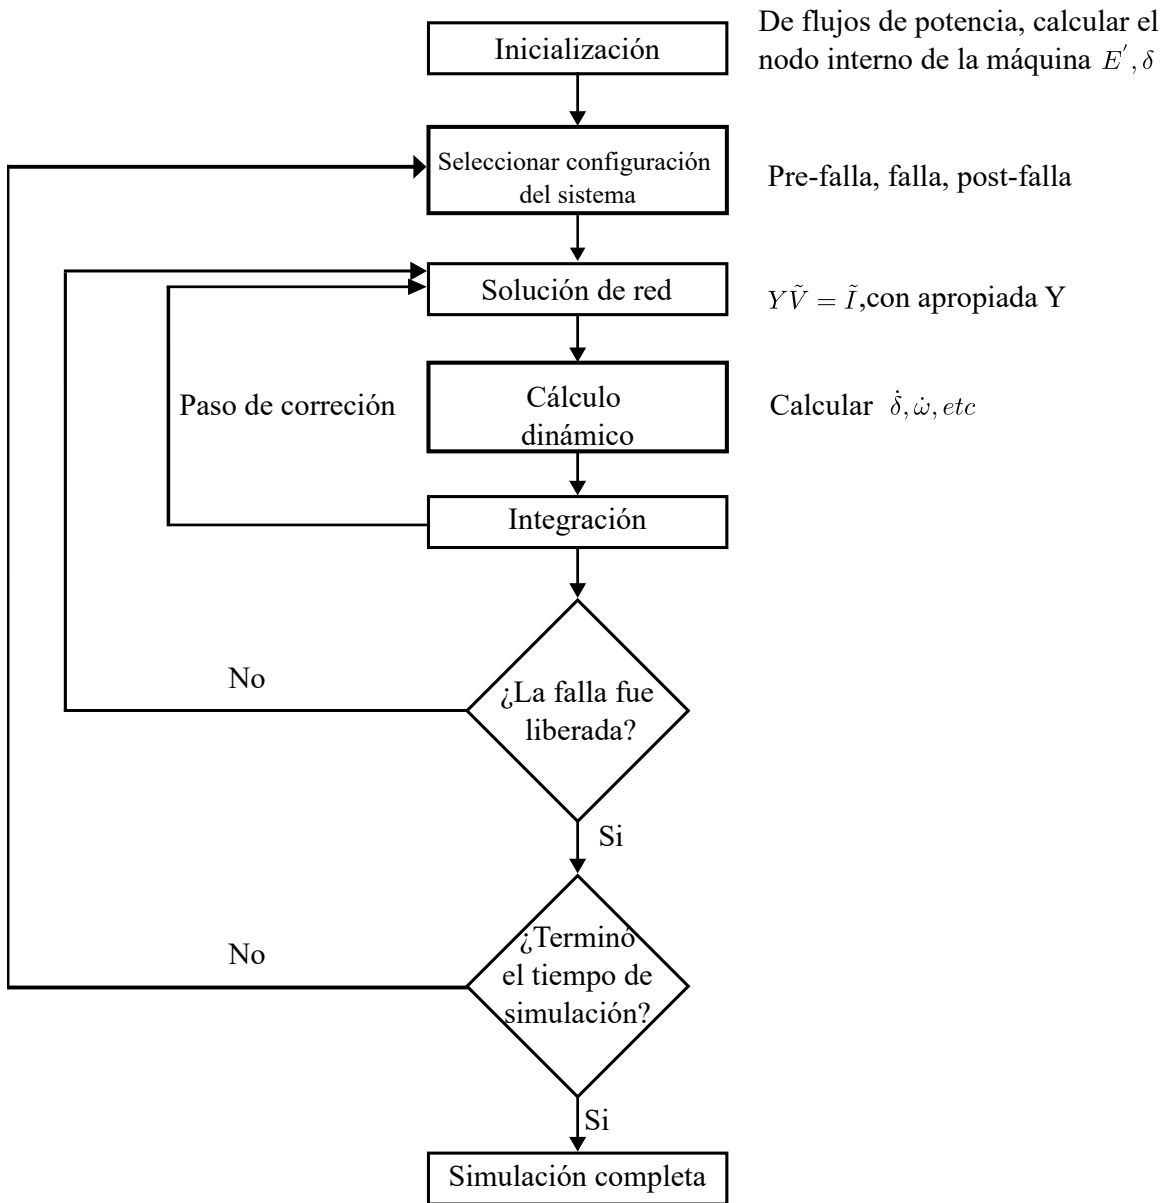 Inicialización
De flujos de potencia, calcular el
nodo interno de la máquina E′, δ
Seleccionar configuración
del sistema
Pre-falla, falla, post-falla
Solución de red
YṼ = Ĩ,con apropiada Y
Paso de correción
Cálculo
dinámico
Calcular δ̇, ω̇, etc
Integración
No
¿La falla fue
liberada?
Si
No
¿Terminó
el tiempo de
simulación?
Si
Simulación completa